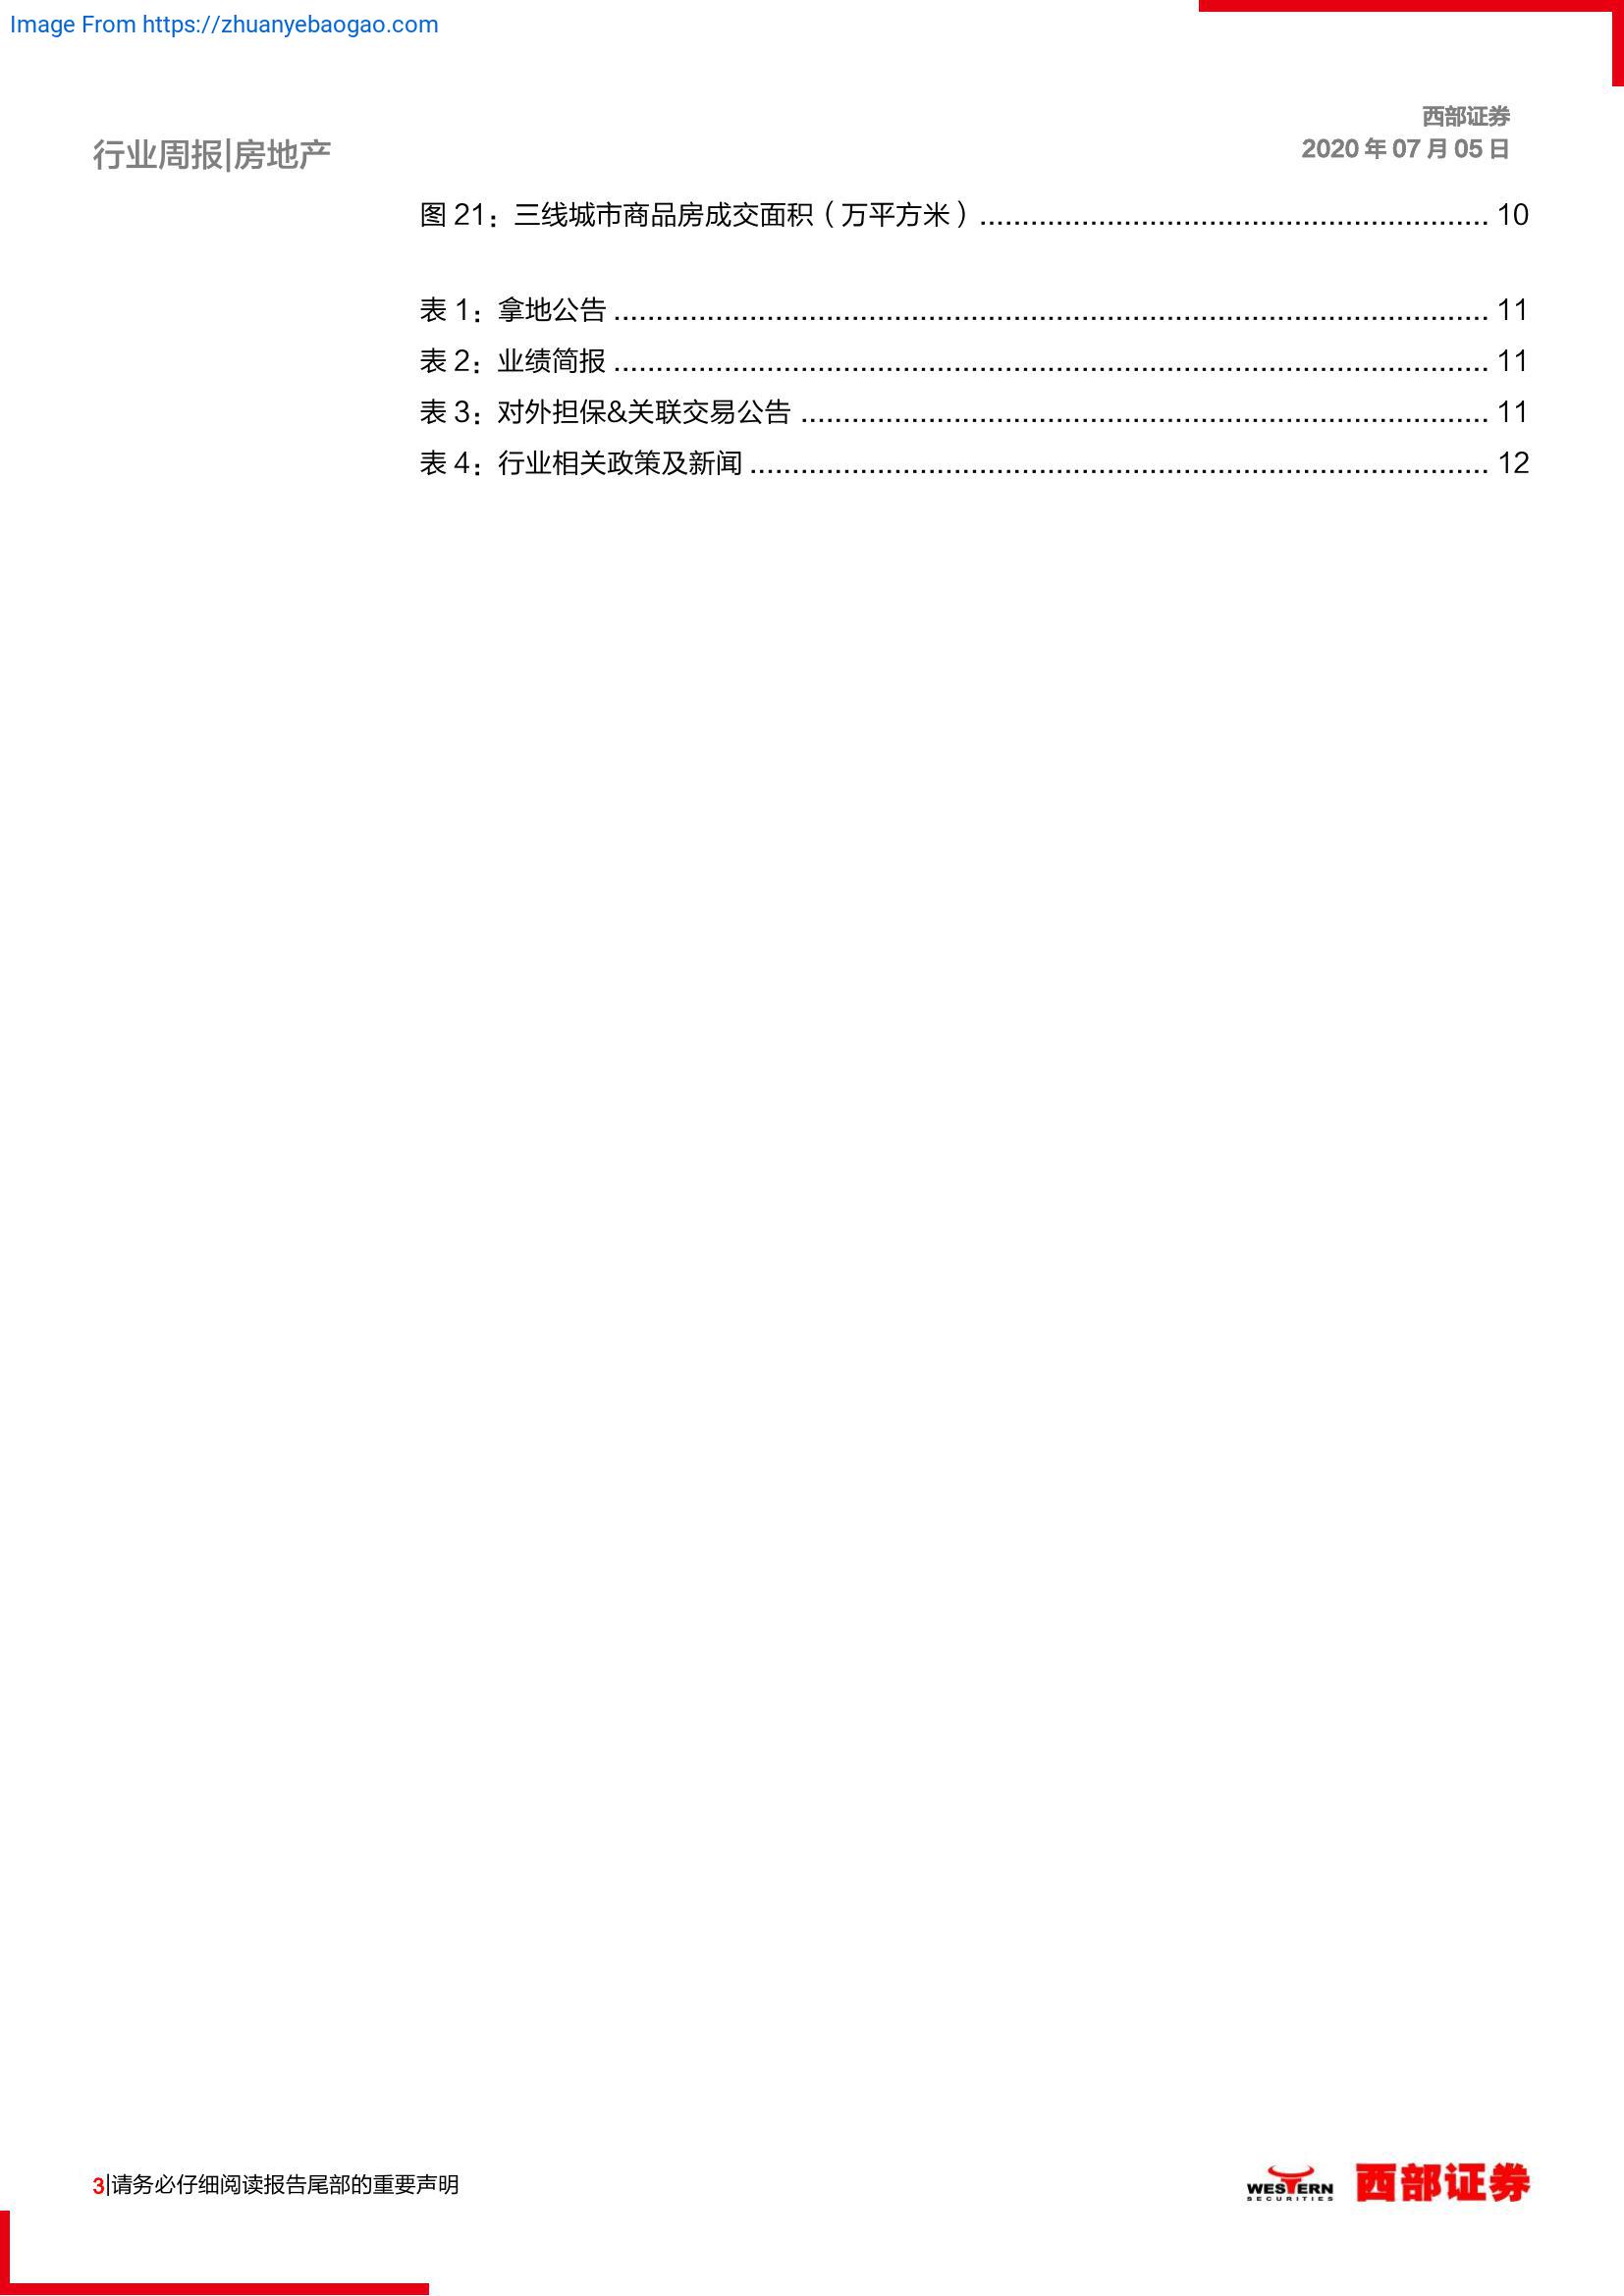 Image From https://zhuanyebaogao.com
西部证券
行业周报|房地产
2020 年 07 月 05 日
图 21：三线城市商品房成交面积（万平方米）............................................................ 10
表 1：拿地公告....................................................................................................... 11
表 2：业绩简报....................................................................................................... 11
表 3：对外担保&关联交易公告................................................................................. 11
表 4：行业相关政策及新闻....................................................................................... 12
3|请务必仔细阅读报告尾部的重要声明
WESTERN
SECURITIES
西部证券